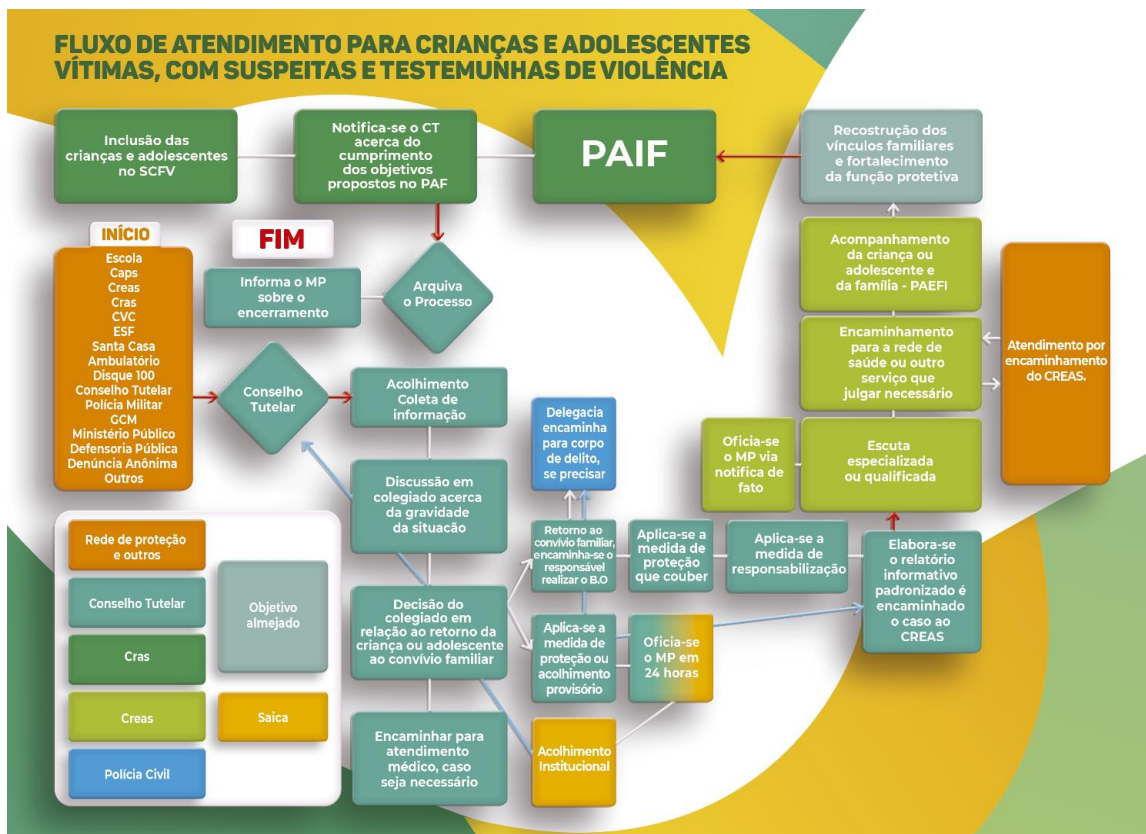 FLUXO DE ATENDIMENTO PARA CRIANÇAS E ADOLESCENTES
VÍTIMAS, COM SUSPEITAS E TESTEMUNHAS DE VIOLÊNCIA
Inclusão das
crianças e adolescentes
no SCFV
Notifica-se o CT
acerca do
cumprimento
dos objetivos
propostos no PAF
PAIF
Recostrução dos
vínculos familiares
e fortalecimento
da função protetiva
INÍCIO
Escola
Caps
Creas
Cras
CVC
ESF
Santa Casa
Ambulatório
Disque 100
Conselho Tutelar
Polícia Militar
GCM
Ministério Público
Defensoria Pública
Denúncia Anônima
Outros
FIM
Informa o MP
sobre o
encerramento
Arquiva
o Processo
Acompanhamento
da criança ou
adolescente e
da família - PAEFI
Encaminhamento
para a rede de
saúde ou outro
serviço que
julgar necessário
Atendimento por
encaminhamento
do CREAS.
Conselho
Tutelar
Acolhimento
Coleta de
informação
Delegacia
encaminha
para corpo
de delito,
se precisar
Oficia-se
o MP via
notifica de
fato
Escuta
especializada
ou qualificada
Discussão em
colegiado acerca
da gravidade
da situacão
Retorno ao
convívio familiar,
encaminha-se o
responsável
realizar o B.O
Aplica-se a
medida de
proteção
que couber
Aplica-se a
medida de
responsabilização
Elabora-se
o relatório
informativo
padronizado é
encaminhado
o caso ao
CREAS
Decisão do
colegiado em
relação ao retorno da
criança ou adolescente
ao convívio familiar
Aplica-se a
medida de
proteção ou
acolhimento
provisório
Oficia-se
o MP em
24 horas
Encaminhar para
atendimento
médico, caso
seja necessário
Acolhimento
Institucional
Rede de proteção
e outros
Conselho Tutelar
Cras
Creas
Polícia Civil
Objetivo
almejado
Saica